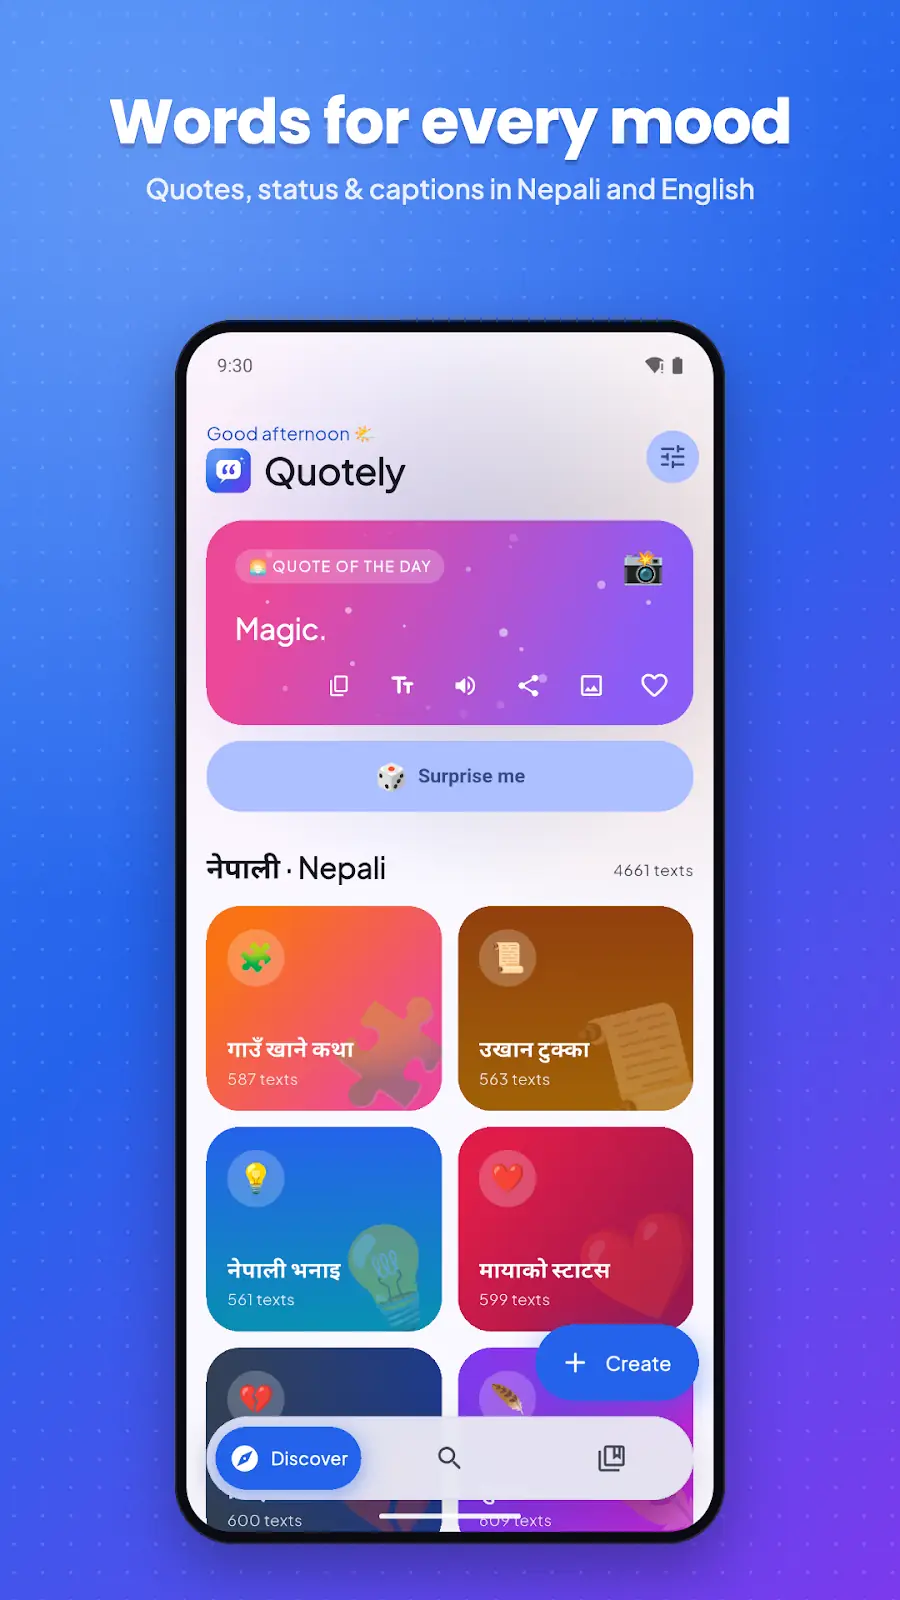 Words for every mood
Quotes, status & captions in Nepali and English
9:30
Good afternoon
Quotely
QUOTE OF THE DAY
Magic.
Surprise me
नेपाली · Nepali
4661 texts
गाउँ खाने कथा
587 texts
उखान टुक्का
563 texts
नेपाली भनाइ
561 texts
मायाको स्टाटस
599 texts
Create
Discover
600 texts
609 texts